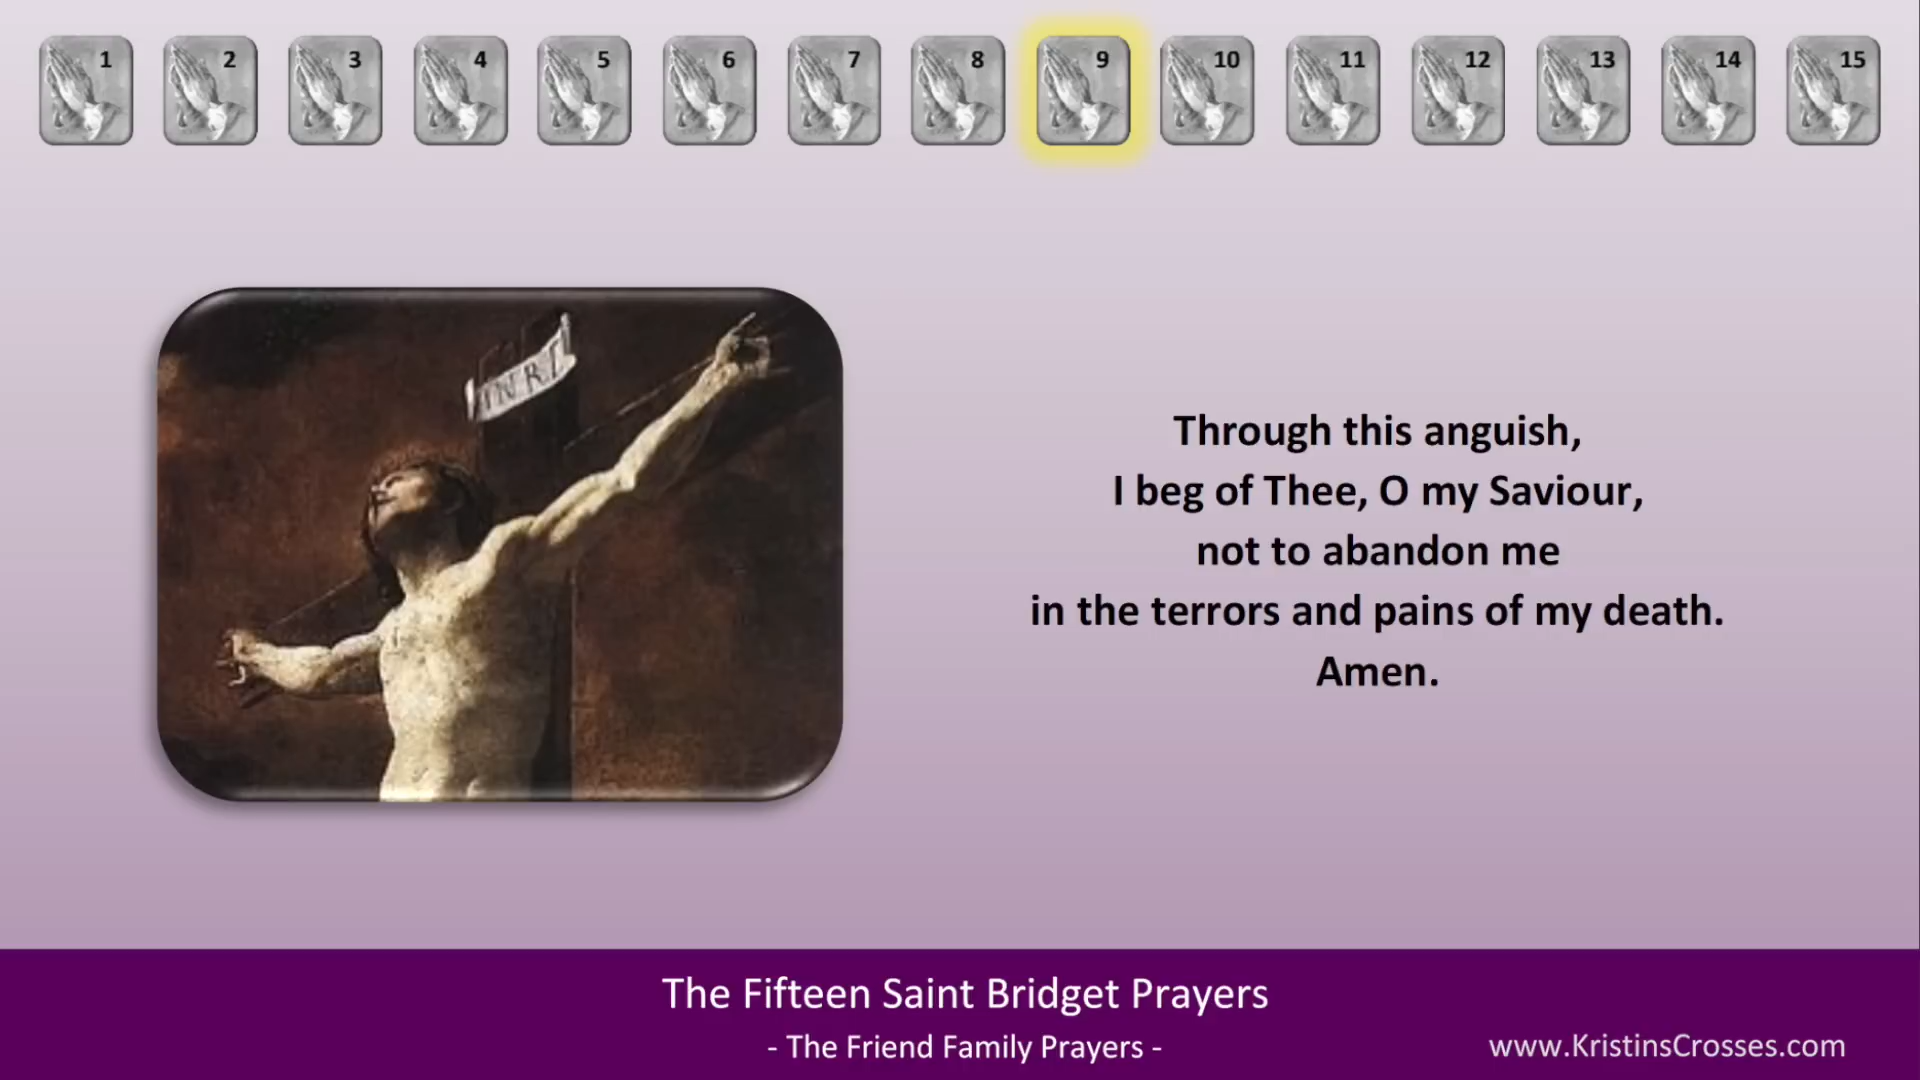 1 2 3 4 5 6 7 8 9 10 11 12 13 14 15
INRI
Through this anguish,
I beg of Thee, O my Saviour,
not to abandon me
in the terrors and pains of my death.
Amen.
The Fifteen Saint Bridget Prayers
- The Friend Family Prayers -
www.KristinsCrosses.com